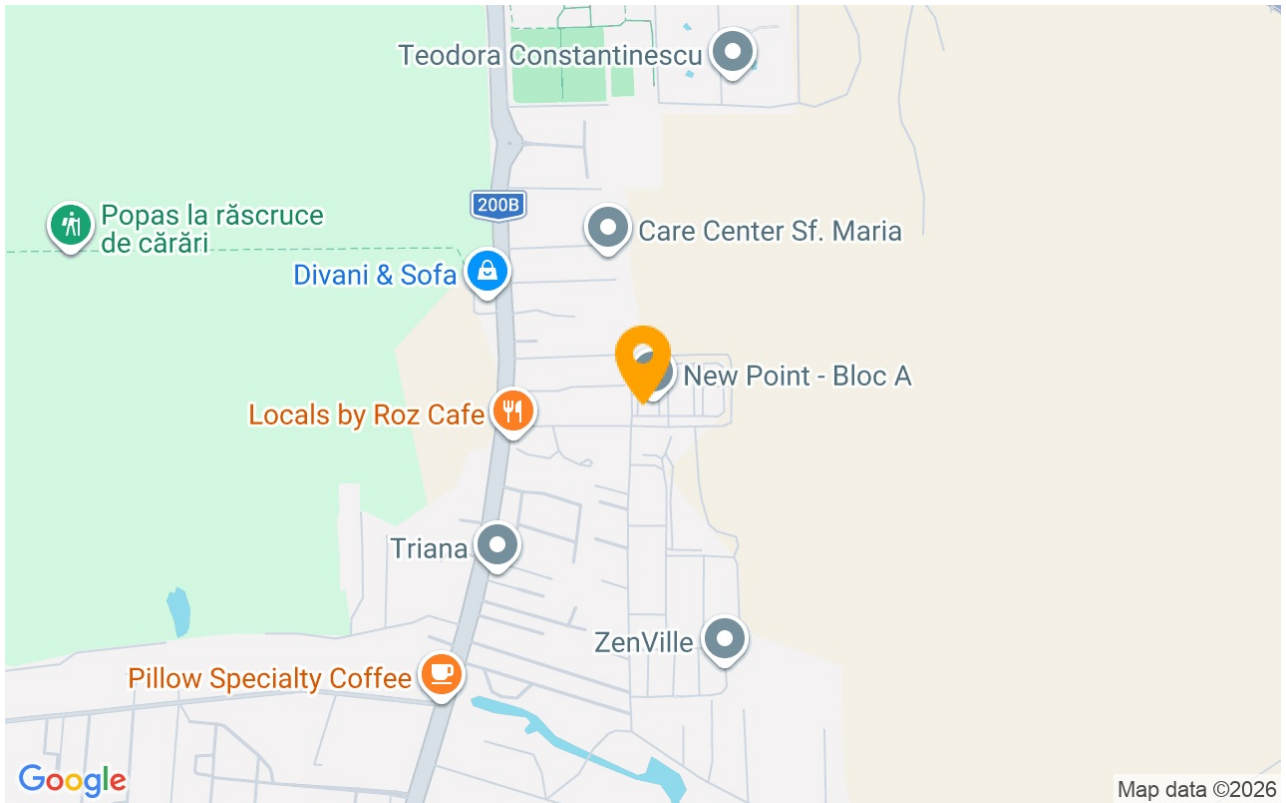 Teodora Constantinescu
200B
Popas la răscruce
de cărări
Care Center Sf. Maria
Divani & Sofa
New Point - Bloc A
Locals by Roz Cafe
Triana
ZenVille
Pillow Specialty Coffee
Google
Map data ©2026